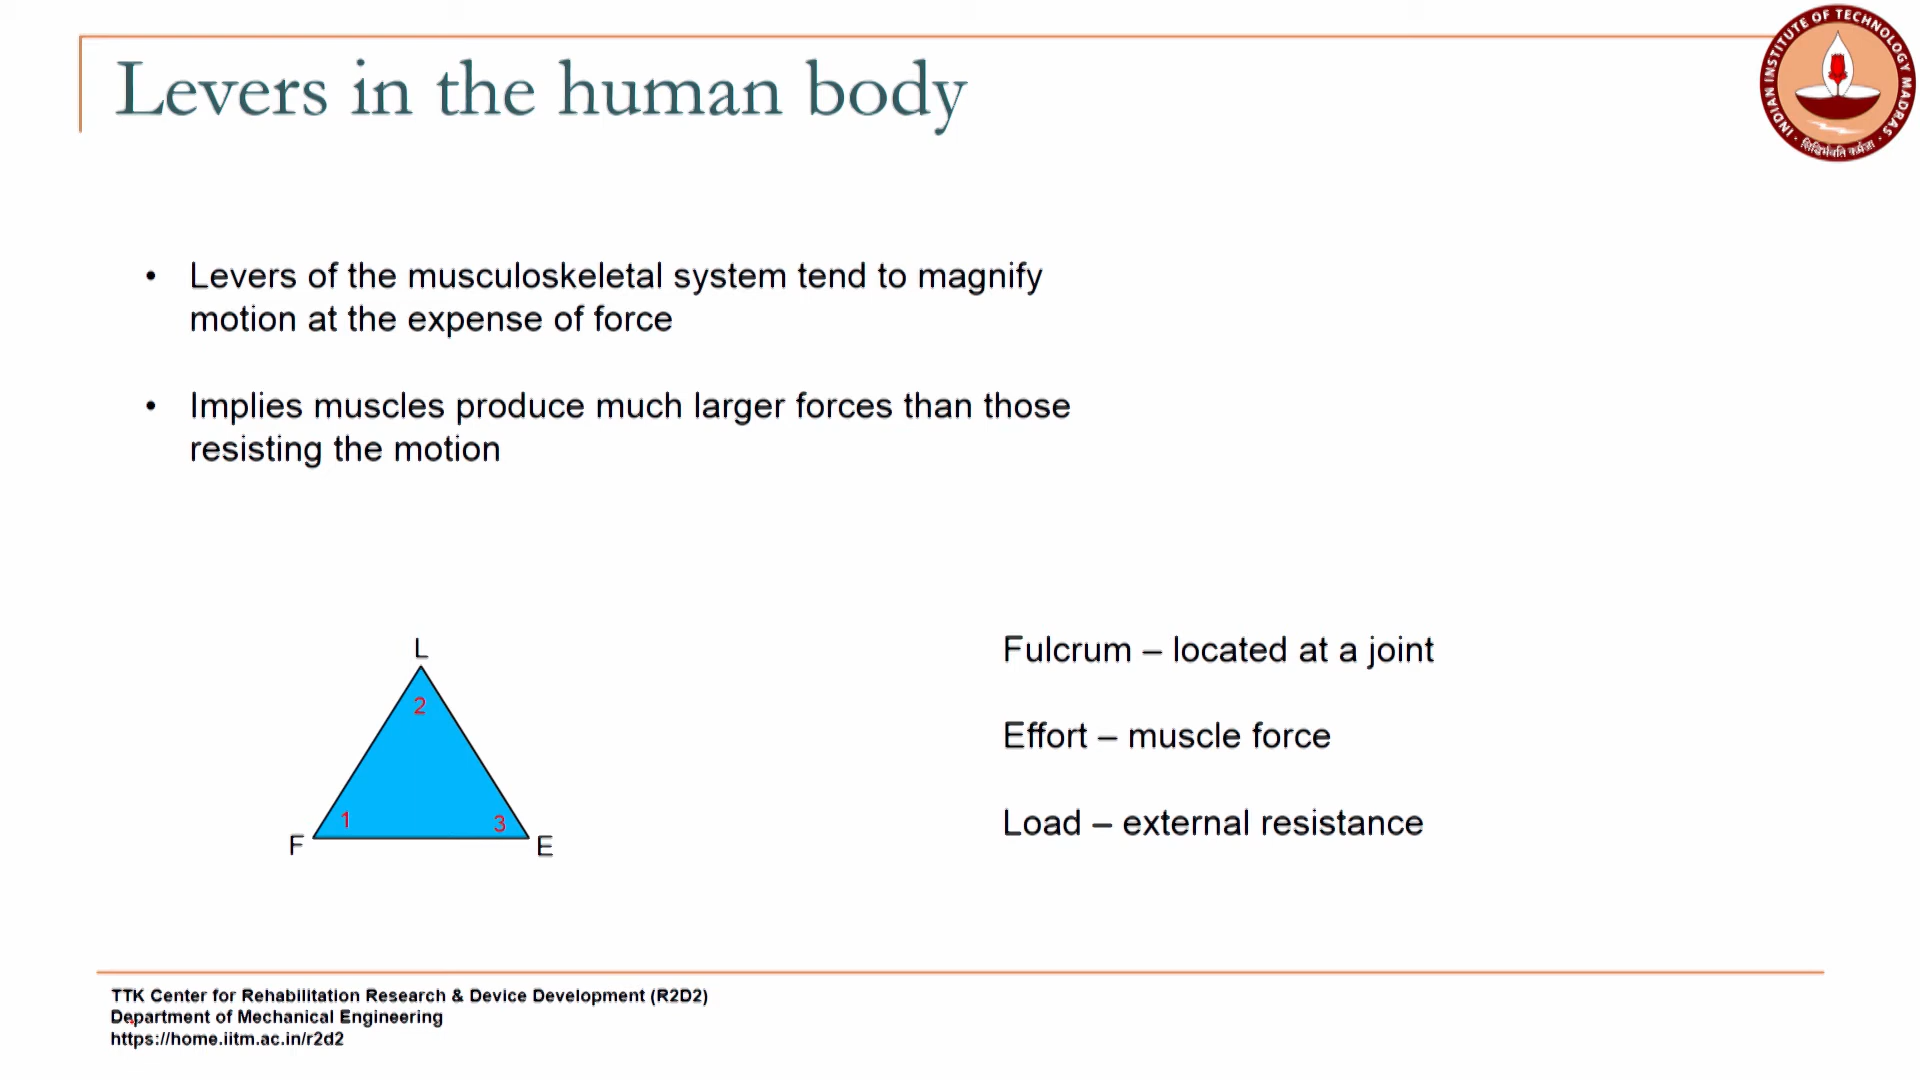 Levers in the human body
INDIAN INSTITUTE OF TECHNOLOGY MADRAS
सिद्धिर्भवति कर्मजा
• Levers of the musculoskeletal system tend to magnify
motion at the expense of force
• Implies muscles produce much larger forces than those
resisting the motion
L
2
1
3
F
E
Fulcrum – located at a joint
Effort – muscle force
Load – external resistance
TTK Center for Rehabilitation Research & Device Development (R2D2)
Department of Mechanical Engineering
https://home.iitm.ac.in/r2d2